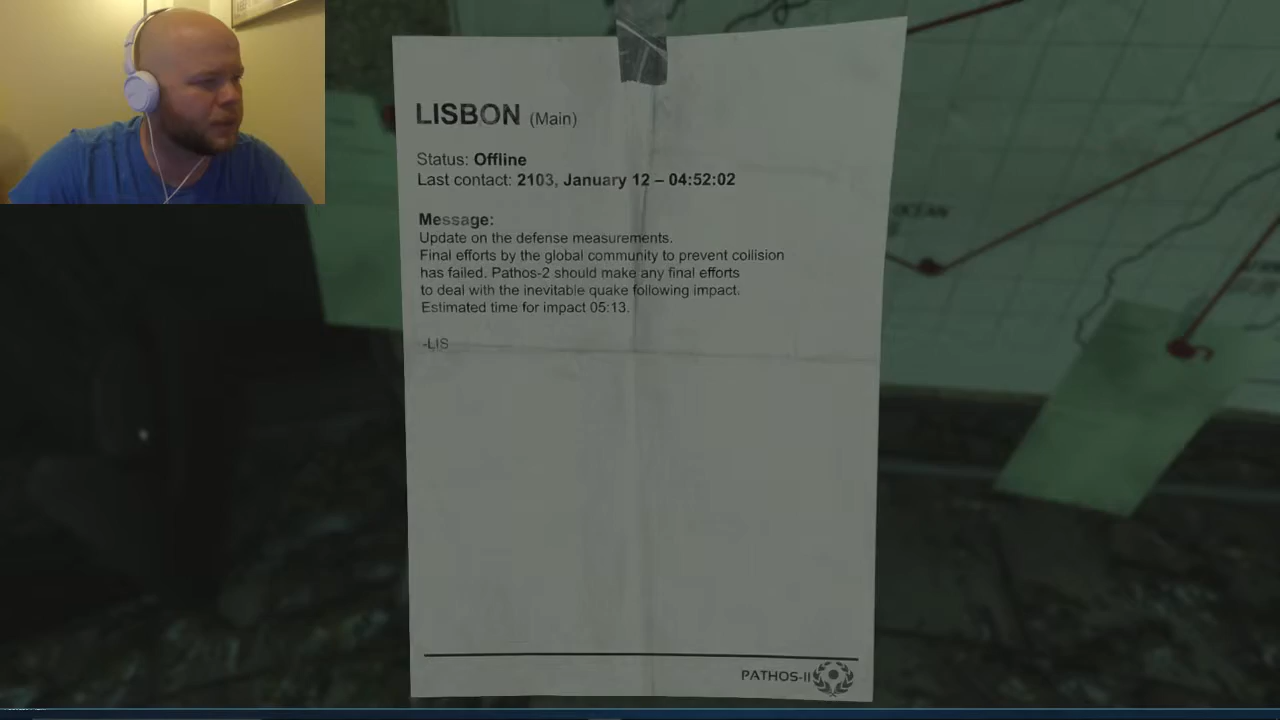 LISBON (Main)
Status: Offline
Last contact: 2103, January 12 – 04:52:02
Message:
Update on the defense measurements.
Final efforts by the global community to prevent collision
has failed. Pathos-2 should make any final efforts
to deal with the inevitable quake following impact.
Estimated time for impact 05:13.
-LIS
PATHOS-II
OCEAN